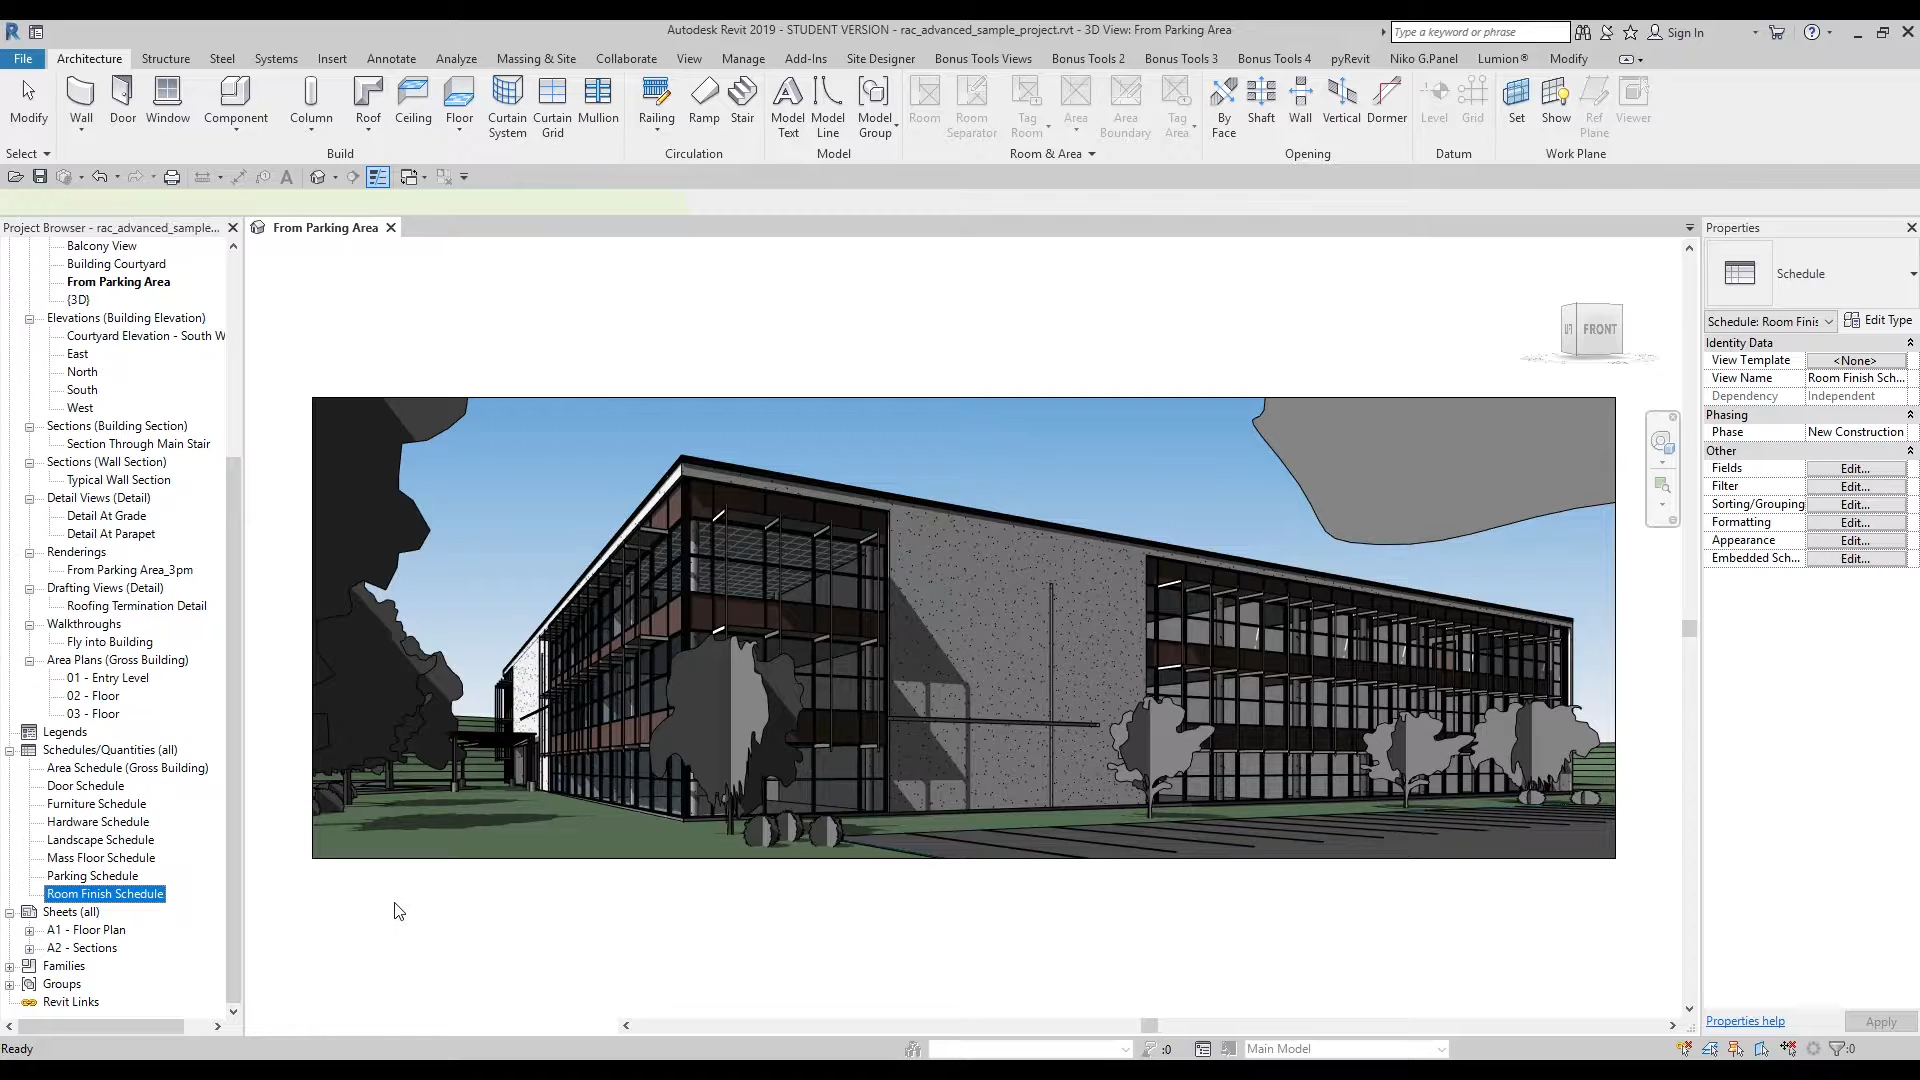 Autodesk Revit 2019 - STUDENT VERSION - rac_advanced_sample_project.rvt - 3D View: From Parking Area
Type a keyword or phrase
Sign In
File Architecture Structure Steel Systems Insert Annotate Analyze Massing & Site Collaborate View Manage Add-Ins Site Designer Bonus Tools Views Bonus Tools 2 Bonus Tools 3 Bonus Tools 4 pyRevit Niko G.Panel Lumion® Modify
Modify Wall Door Window Component Column Roof Ceiling Floor Curtain System Curtain Grid Mullion Railing Ramp Stair Model Text Model Line Model Group Room Room Separator Tag Room Area Area Boundary Tag Area By Face Shaft Wall Vertical Dormer Level Grid Set Show Ref Plane Viewer
Select Build Circulation Model Room & Area Opening Datum Work Plane
Project Browser - rac_advanced_sample...
Balcony View
Building Courtyard
From Parking Area
{3D}
Elevations (Building Elevation)
Courtyard Elevation - South W
East
North
South
West
Sections (Building Section)
Section Through Main Stair
Sections (Wall Section)
Typical Wall Section
Detail Views (Detail)
Detail At Grade
Detail At Parapet
Renderings
From Parking Area_3pm
Drafting Views (Detail)
Roofing Termination Detail
Walkthroughs
Fly into Building
Area Plans (Gross Building)
01 - Entry Level
02 - Floor
03 - Floor
Legends
Schedules/Quantities (all)
Area Schedule (Gross Building)
Door Schedule
Furniture Schedule
Hardware Schedule
Landscape Schedule
Mass Floor Schedule
Parking Schedule
Room Finish Schedule
Sheets (all)
A1 - Floor Plan
A2 - Sections
Families
Groups
Revit Links
From Parking Area
FRONT
Properties
Schedule
Schedule: Room Finis
Edit Type
Identity Data
View Template <None>
View Name Room Finish Sch...
Dependency Independent
Phasing
Phase New Construction
Other
Fields Edit...
Filter Edit...
Sorting/Grouping Edit...
Formatting Edit...
Appearance Edit...
Embedded Sch... Edit...
Properties help
Apply
Ready
:0
Main Model
:0